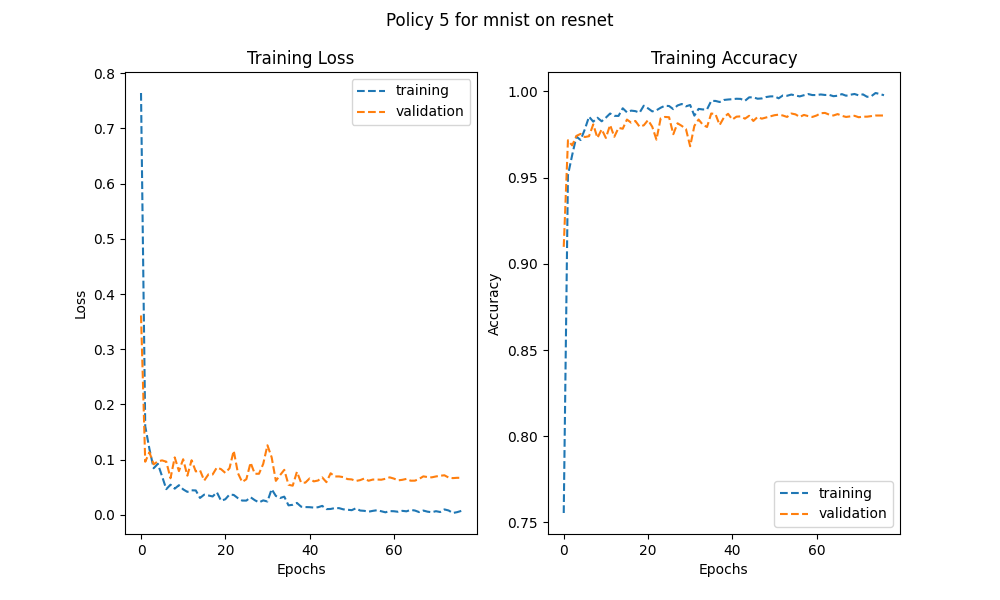 Policy 5 for mnist on resnet
Training Loss
training
validation
0.8
0.7
0.6
0.5
0.4
0.3
0.2
0.1
0.0
Loss
0
20
40
60
Epochs
Training Accuracy
1.00
0.95
0.90
0.85
0.80
0.75
Accuracy
training
validation
0
20
40
60
Epochs